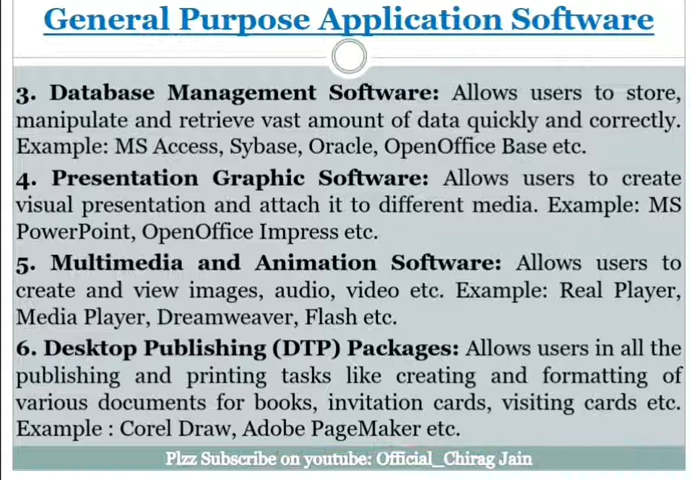 General Purpose Application Software
3. Database Management Software: Allows users to store,
manipulate and retrieve vast amount of data quickly and correctly.
Example: MS Access, Sybase, Oracle, OpenOffice Base etc.
4. Presentation Graphic Software: Allows users to create
visual presentation and attach it to different media. Example: MS
PowerPoint, OpenOffice Impress etc.
5. Multimedia and Animation Software: Allows users to
create and view images, audio, video etc. Example: Real Player,
Media Player, Dreamweaver, Flash etc.
6. Desktop Publishing (DTP) Packages: Allows users in all the
publishing and printing tasks like creating and formatting of
various documents for books, invitation cards, visiting cards etc.
Example : Corel Draw, Adobe PageMaker etc.
Plzz Subscribe on youtube: Official_Chirag Jain